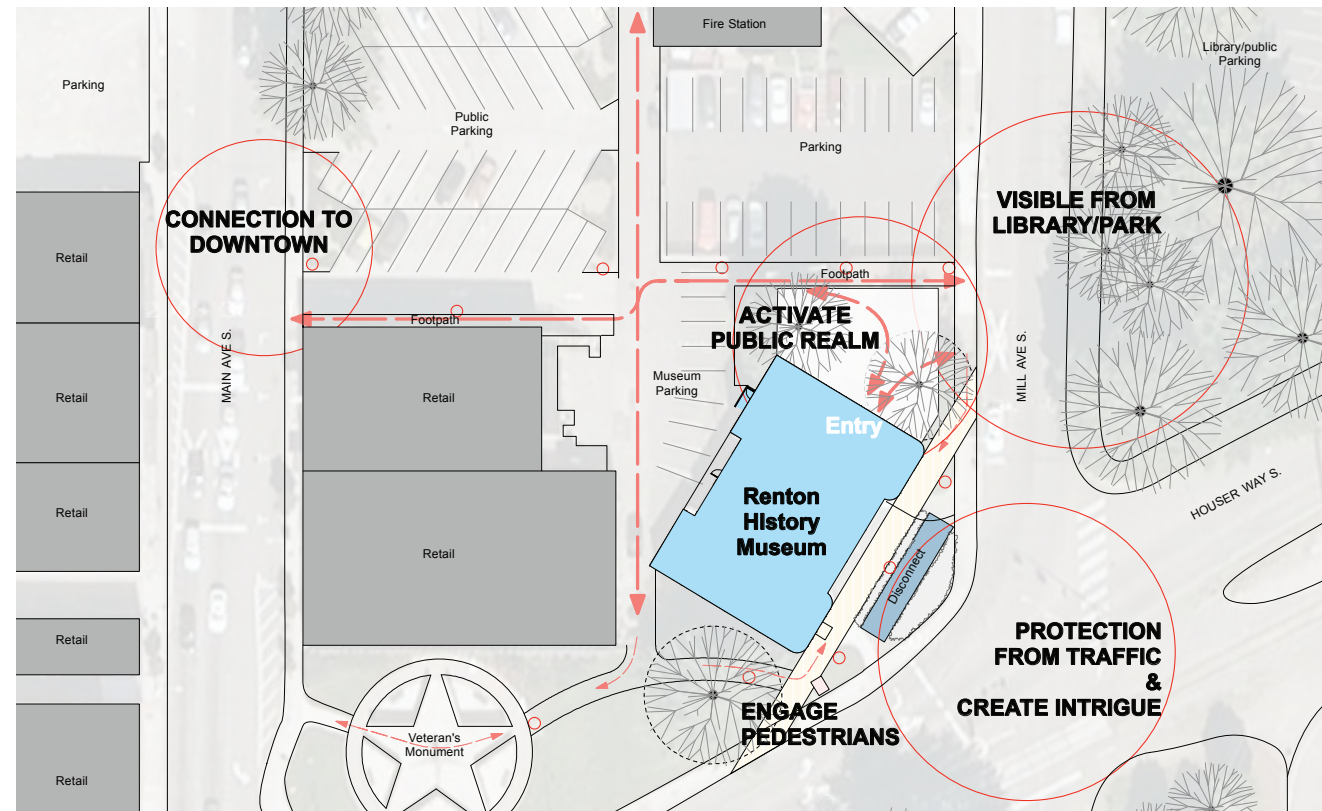 Fire Station
Library/public
Parking
Parking
Public
Parking
Parking
CONNECTION TO
DOWNTOWN
VISIBLE FROM
LIBRARY/PARK
Retail
Footpath
ACTIVATE
PUBLIC REALM
Footpath
MAIN AVE S.
MILL AVE S.
Museum
Parking
Retail
Retail
Entry
HOUSER WAY S.
Renton
HIstory
Museum
Retail
Retail
Disconnect
PROTECTION
FROM TRAFFIC
&
CREATE INTRIGUE
Retail
ENGAGE
PEDESTRIANS
Veteran's
Monument
Retail